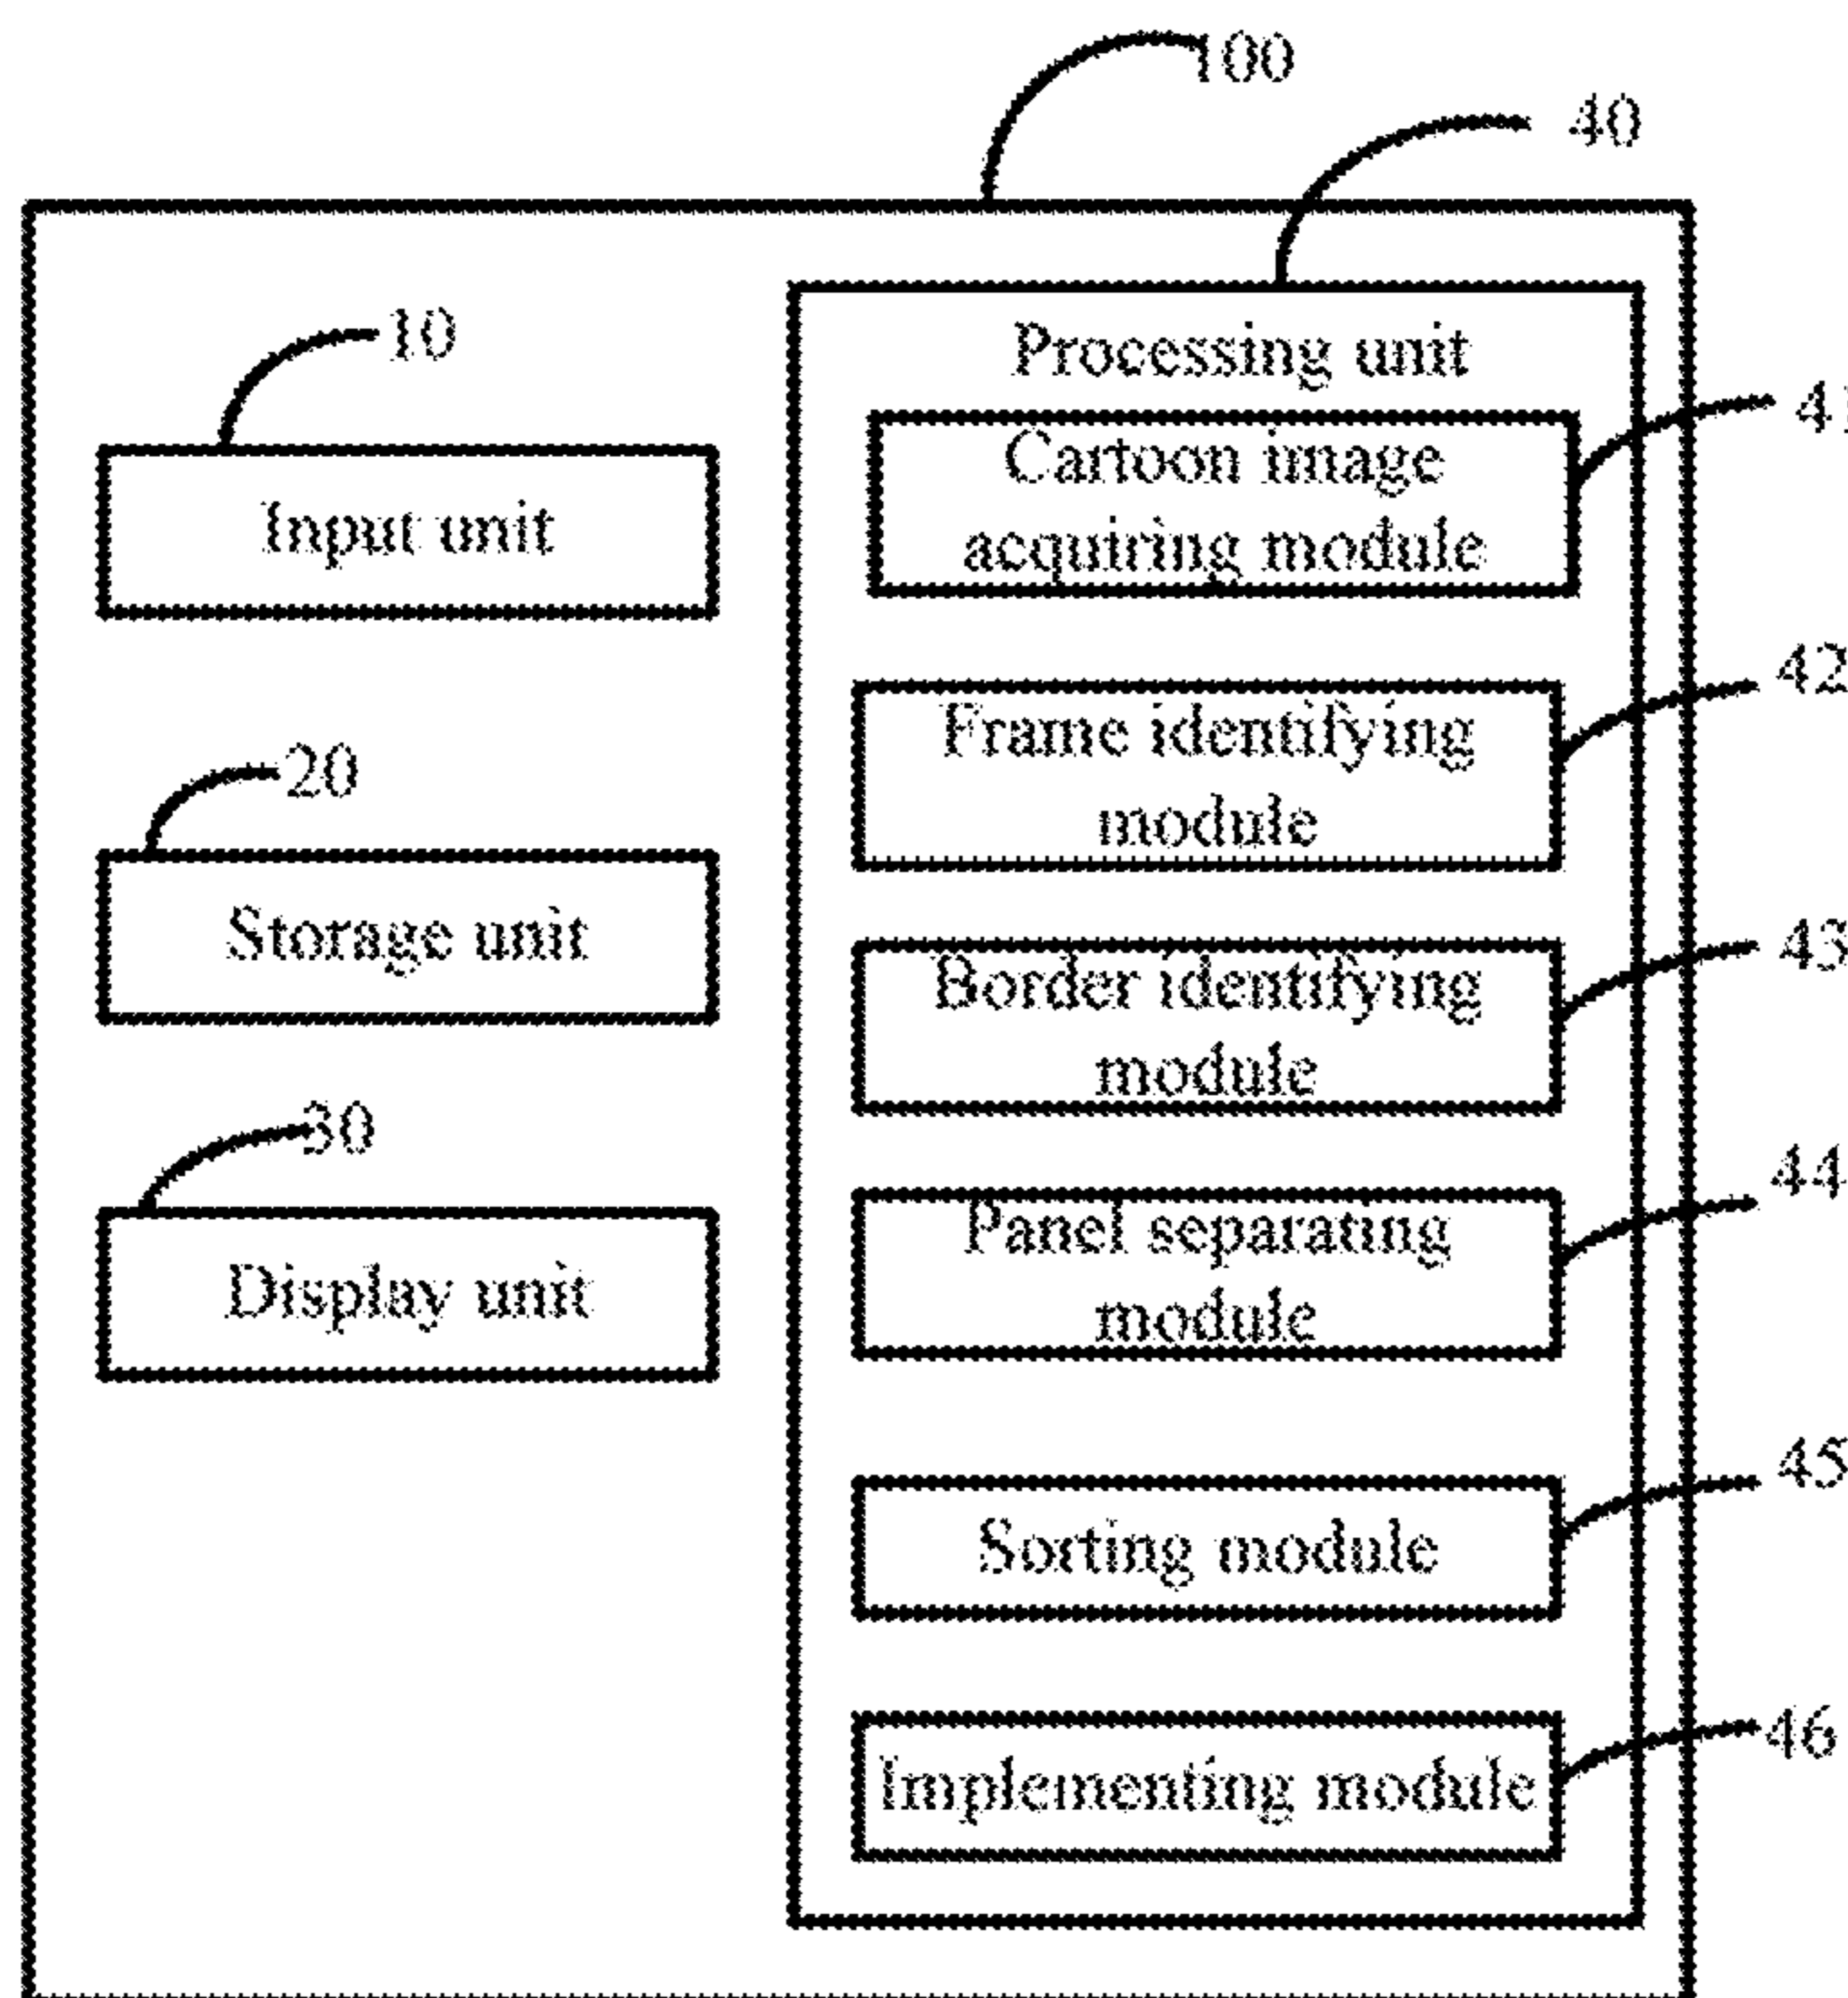 100
40
10
Input unit
20
Storage unit
30
Display unit
Processing unit
41
Cartoon image
acquiring module
42
Frame identifying
module
43
Border identifying
module
44
Panel separating
module
45
Sorting module
46
Implementing module